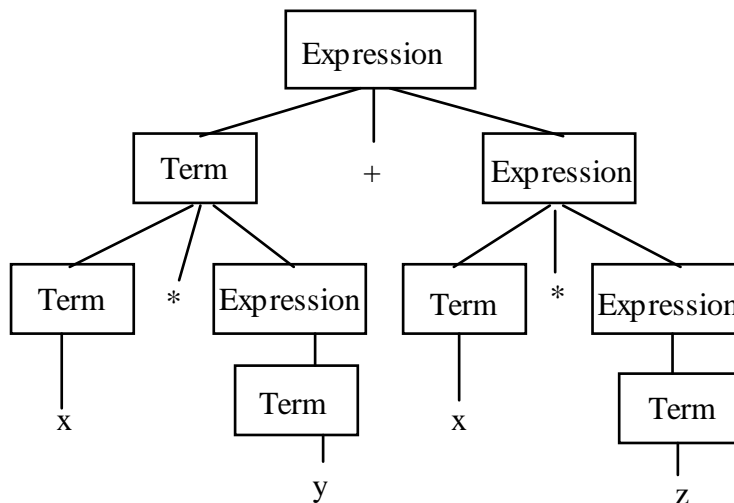 Expression
Term + Expression
Term * Expression Term * Expression
Term Term
x x
y z